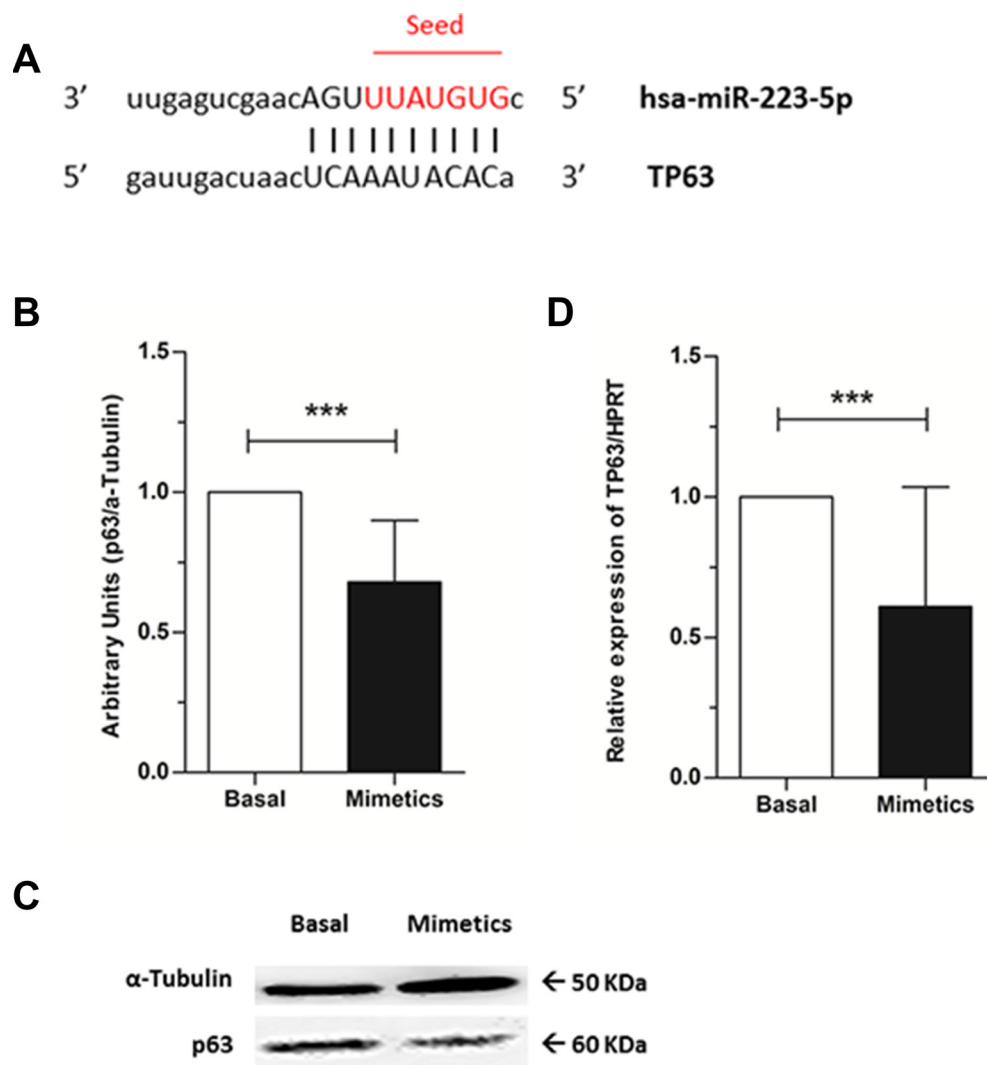 A
Seed
3’ uugagucgaacAGUUUAUGUGc 5’ hsa-miR-223-5p
5’ gauugacuaacUCAAAUACACa 3’ TP63
B
D
1.5
1.0
0.5
0.0
Arbitrary Units (p63/a-Tubulin)
***
Basal Mimetics
1.5
1.0
0.5
0.0
Relative expression of TP63/HPRT
***
Basal Mimetics
C
Basal Mimetics
α-Tubulin ← 50 KDa
p63 ← 60 KDa